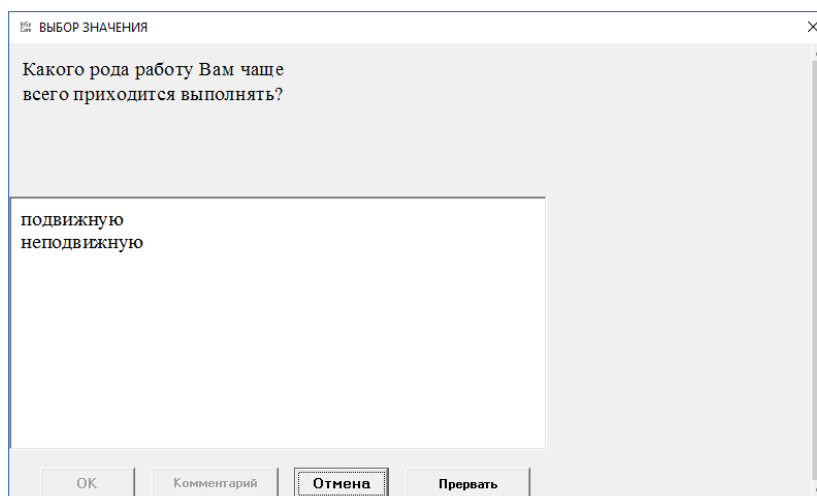 ВЫБОР ЗНАЧЕНИЯ
Какого рода работу Вам чаще
всего приходится выполнять?
подвижную
неподвижную
OK Комментарий Отмена Прервать